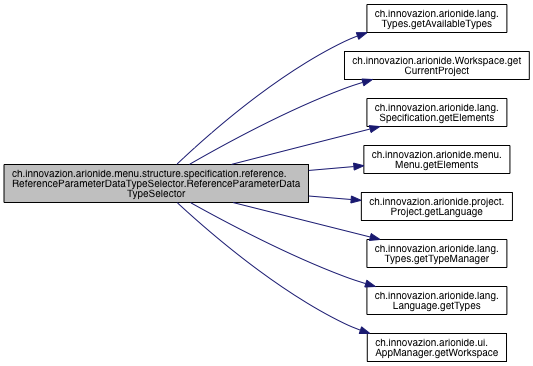 ch.innovazion.arionide.menu.structure.specification.reference.
ReferenceParameterDataTypeSelector.ReferenceParameterData
TypeSelector
ch.innovazion.arionide.lang.
Types.getAvailableTypes
ch.innovazion.arionide.Workspace.get
CurrentProject
ch.innovazion.arionide.lang.
Specification.getElements
ch.innovazion.arionide.menu.
Menu.getElements
ch.innovazion.arionide.project.
Project.getLanguage
ch.innovazion.arionide.lang.
Types.getTypeManager
ch.innovazion.arionide.lang.
Language.getTypes
ch.innovazion.arionide.ui.
AppManager.getWorkspace